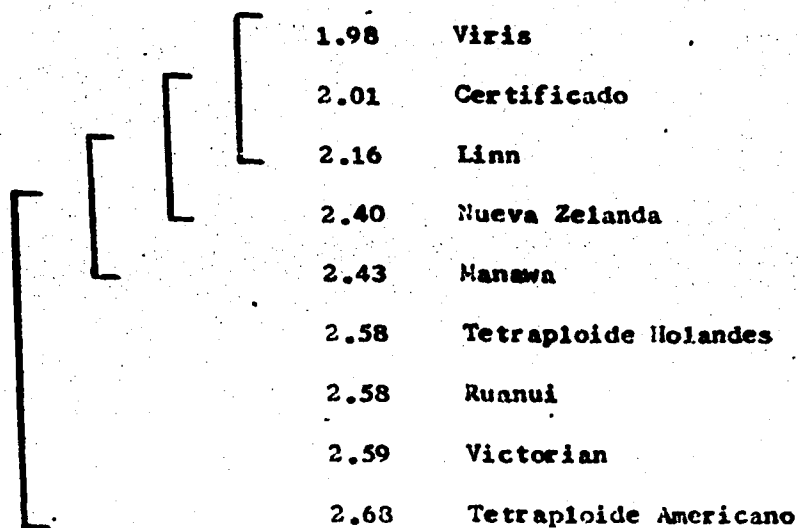 1.98 Viris
2.01 Certificado
2.16 Linn
2.40 Nueva Zelanda
2.43 Manawa
2.58 Tetraploide Holandes
2.58 Ruanui
2.59 Victorian
2.68 Tetraploide Americano